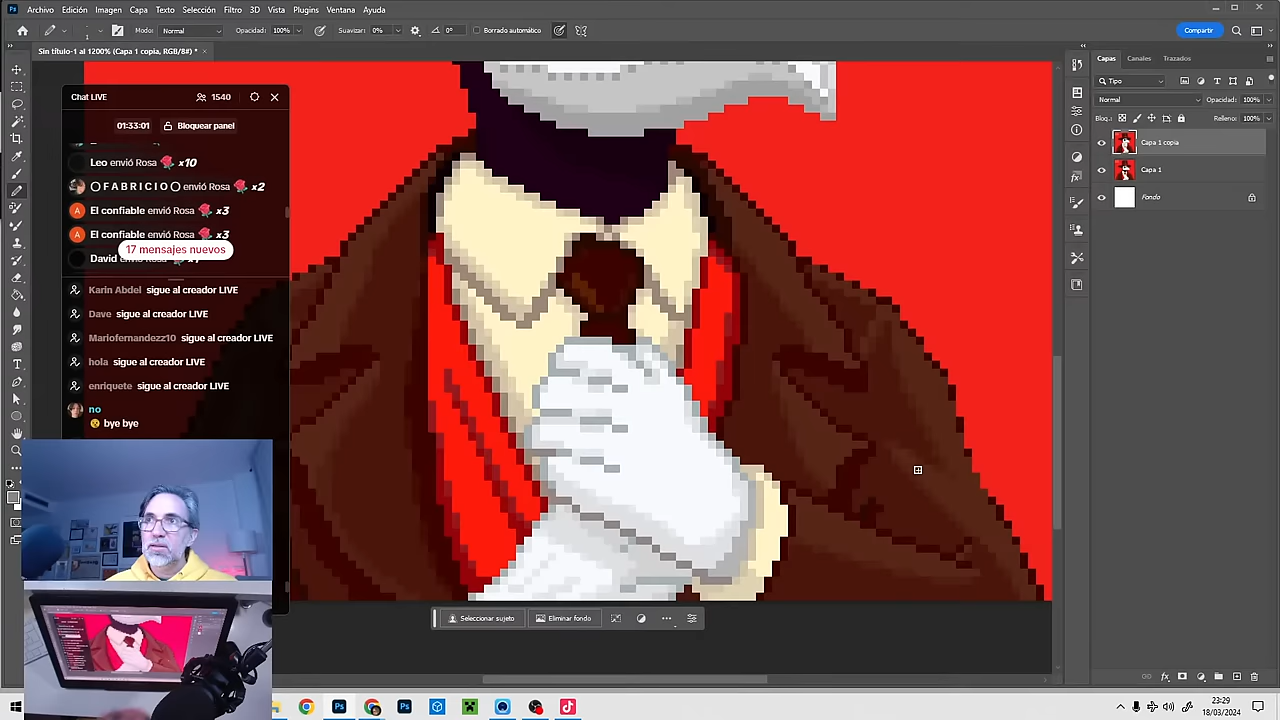 Archivo Edición Imagen Capa Texto Selección Filtro 3D Vista Plugins Ventana Ayuda
Modo: Normal Opacidad: 100% Suavizar: 0% 0° Borrado automático Compartir
Sin título-1 al 1200% (Capa 1 copia, RGB/8#) *
Chat LIVE 1540
01:33:01 Bloquear panel
Leo envió Rosa x10
FABRICIO envió Rosa x2
El confiable envió Rosa x3
El confiable envió Rosa x3
17 mensajes nuevos
David envió Rosa
Karin Abdel sigue al creador LIVE
Dave sigue al creador LIVE
Mariofernandezz10 sigue al creador LIVE
hola sigue al creador LIVE
enriquete sigue al creador LIVE
no
bye bye
Canales Trazados
Tipo
Normal Opacidad: 100%
Relleno: 100%
Capa 1 copia
Capa 1
Fondo
Seleccionar sujeto Eliminar fondo
23:29
18/03/2024